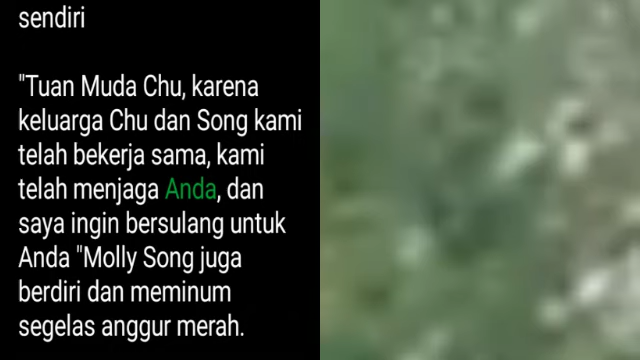 sendiri
"Tuan Muda Chu, karena
keluarga Chu dan Song kami
telah bekerja sama, kami
telah menjaga Anda, dan
saya ingin bersulang untuk
Anda "Molly Song juga
berdiri dan meminum
segelas anggur merah.